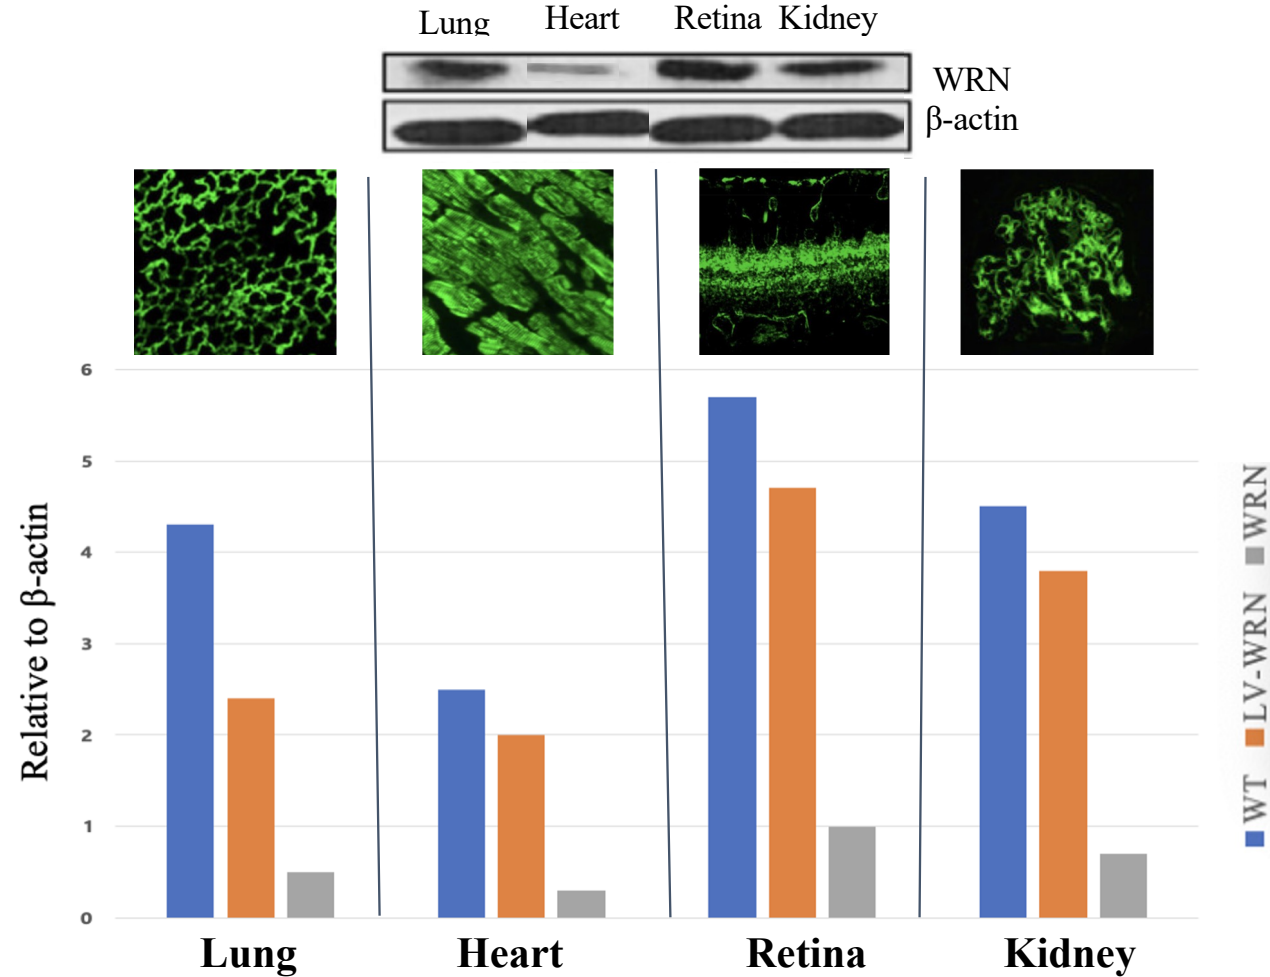 Lung Heart Retina Kidney
WRN
β-actin
6
5
4
3
2
1
0
Relative to β-actin
Lung Heart Retina Kidney
WT LV-WRN WRN